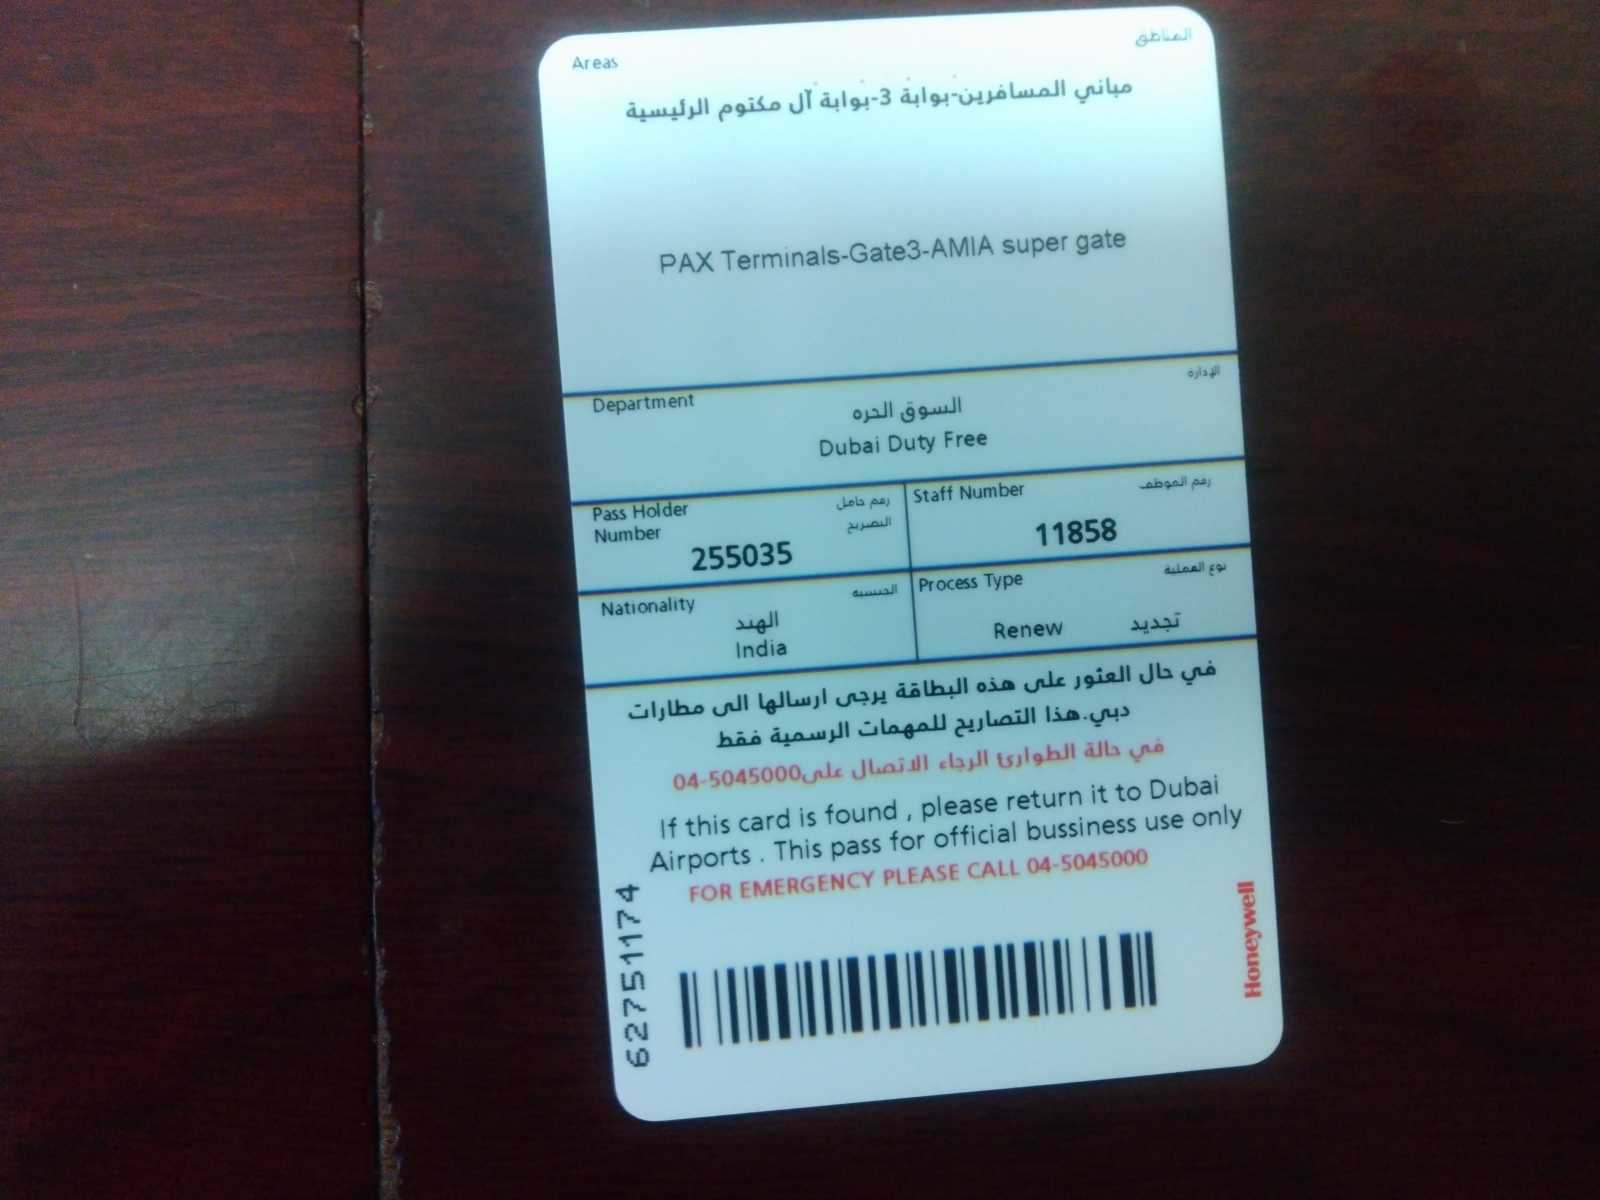 Areas
المناطق
مباني المسافرين-بوابة 3-بوابة آل مكتوم الرئيسية
PAX Terminals-Gate3-AMIA super gate
Department
الإدارة
السوق الحره
Dubai Duty Free
Pass Holder Number
رقم حامل التصريح
255035
Staff Number
رقم الموظف
11858
Nationality
الجنسية
الهند
India
Process Type
نوع العملية
Renew تجديد
في حال العثور على هذه البطاقة يرجى ارسالها الى مطارات
دبي.هذا التصاريح للمهمات الرسمية فقط
في حالة الطوارئ الرجاء الاتصال على04-5045000
If this card is found , please return it to Dubai
Airports . This pass for official bussiness use only
FOR EMERGENCY PLEASE CALL 04-5045000
62751174
Honeywell